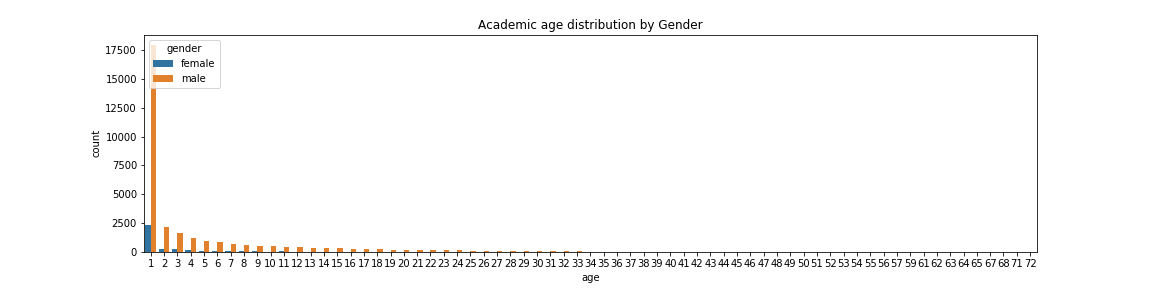 Academic age distribution by Gender
gender
female
male
count
17500
15000
12500
10000
7500
5000
2500
0
1 2 3 4 5 6 7 8 9 10 11 12 13 14 15 16 17 18 19 20 21 22 23 24 25 26 27 28 29 30 31 32 33 34 35 36 37 38 39 40 41 42 43 44 45 46 47 48 49 50 51 52 53 54 55 56 57 59 61 62 63 64 65 67 68 71 72
age